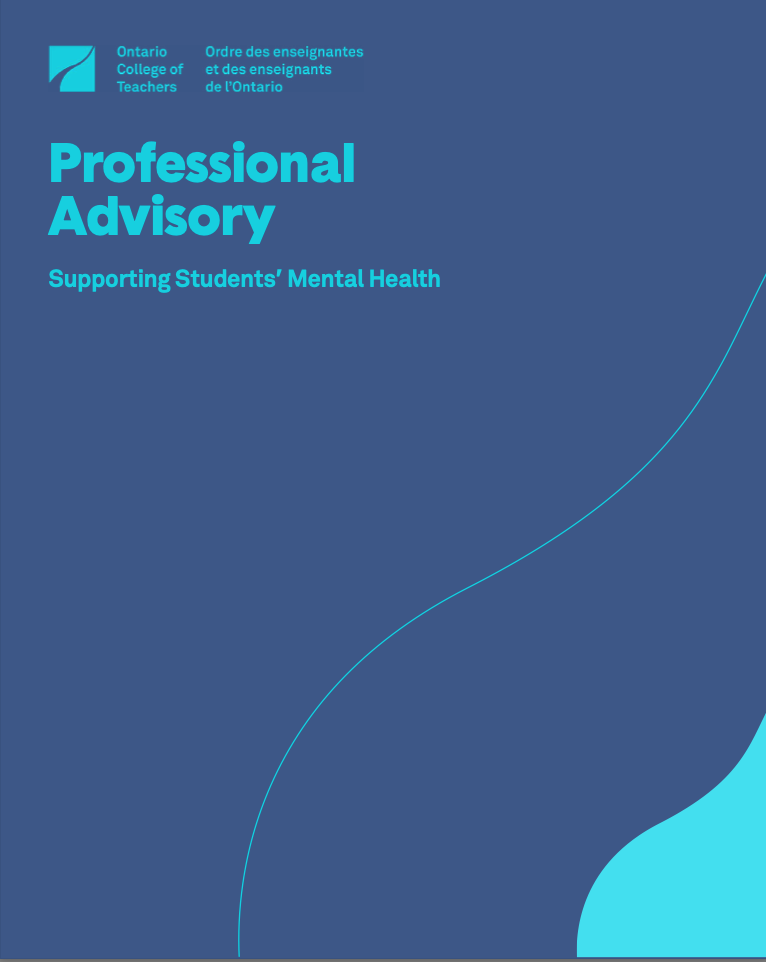 Ontario
College of
Teachers
Ordre des enseignantes
et des enseignants
de l’Ontario
Professional
Advisory
Supporting Students’ Mental Health